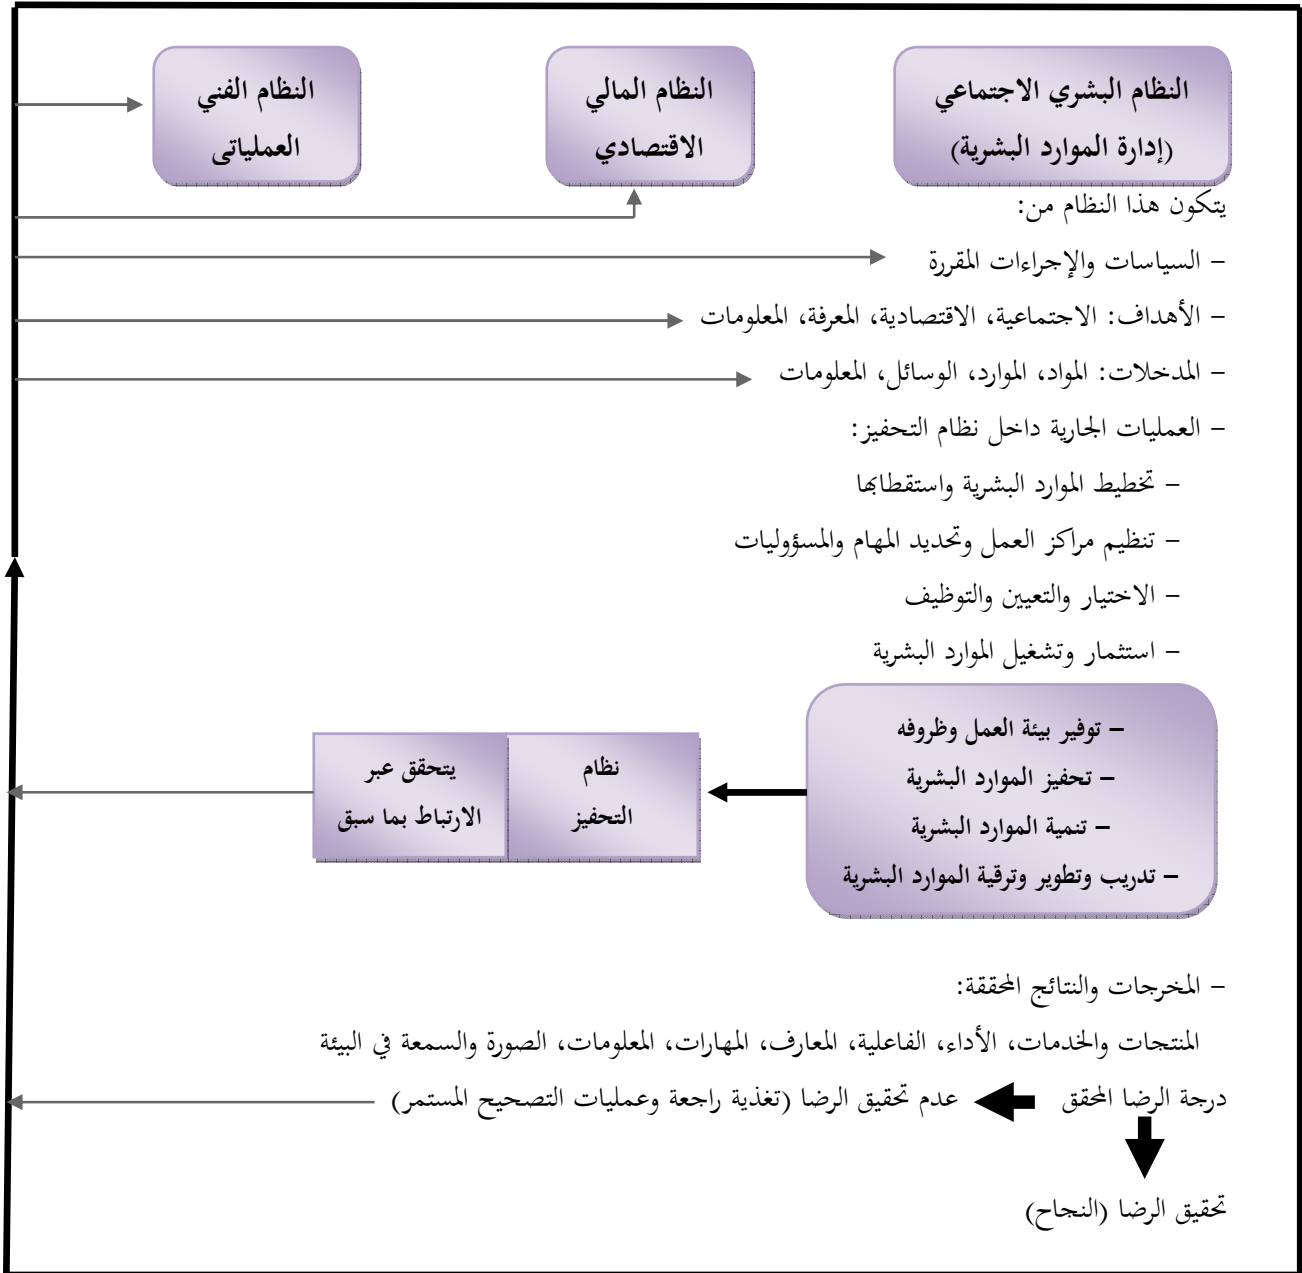 النظام البشري الاجتماعي
(إدارة الموارد البشرية)
النظام المالي
الاقتصادي
النظام الفني
العملياتى
يتكون هذا النظام من:
– السياسات والإجراءات المقررة
– الأهداف: الاجتماعية، الاقتصادية، المعرفة، المعلومات
– المدخلات: المواد، الموارد، الوسائل، المعلومات
– العمليات الجارية داخل نظام التحفيز:
– تخطيط الموارد البشرية واستقطابها
– تنظيم مراكز العمل وتحديد المهام والمسؤوليات
– الاختيار والتعيين والتوظيف
– استثمار وتشغيل الموارد البشرية
– توفير بيئة العمل وظروفه
– تحفيز الموارد البشرية
– تنمية الموارد البشرية
– تدريب وتطوير وترقية الموارد البشرية
نظام
التحفيز
يتحقق عبر
الارتباط بما سبق
– المخرجات والنتائج المحققة:
المنتجات والخدمات، الأداء، الفاعلية، المعارف، المهارات، المعلومات، الصورة والسمعة في البيئة
درجة الرضا المحقق عدم تحقيق الرضا (تغذية راجعة وعمليات التصحيح المستمر)
تحقيق الرضا (النجاح)